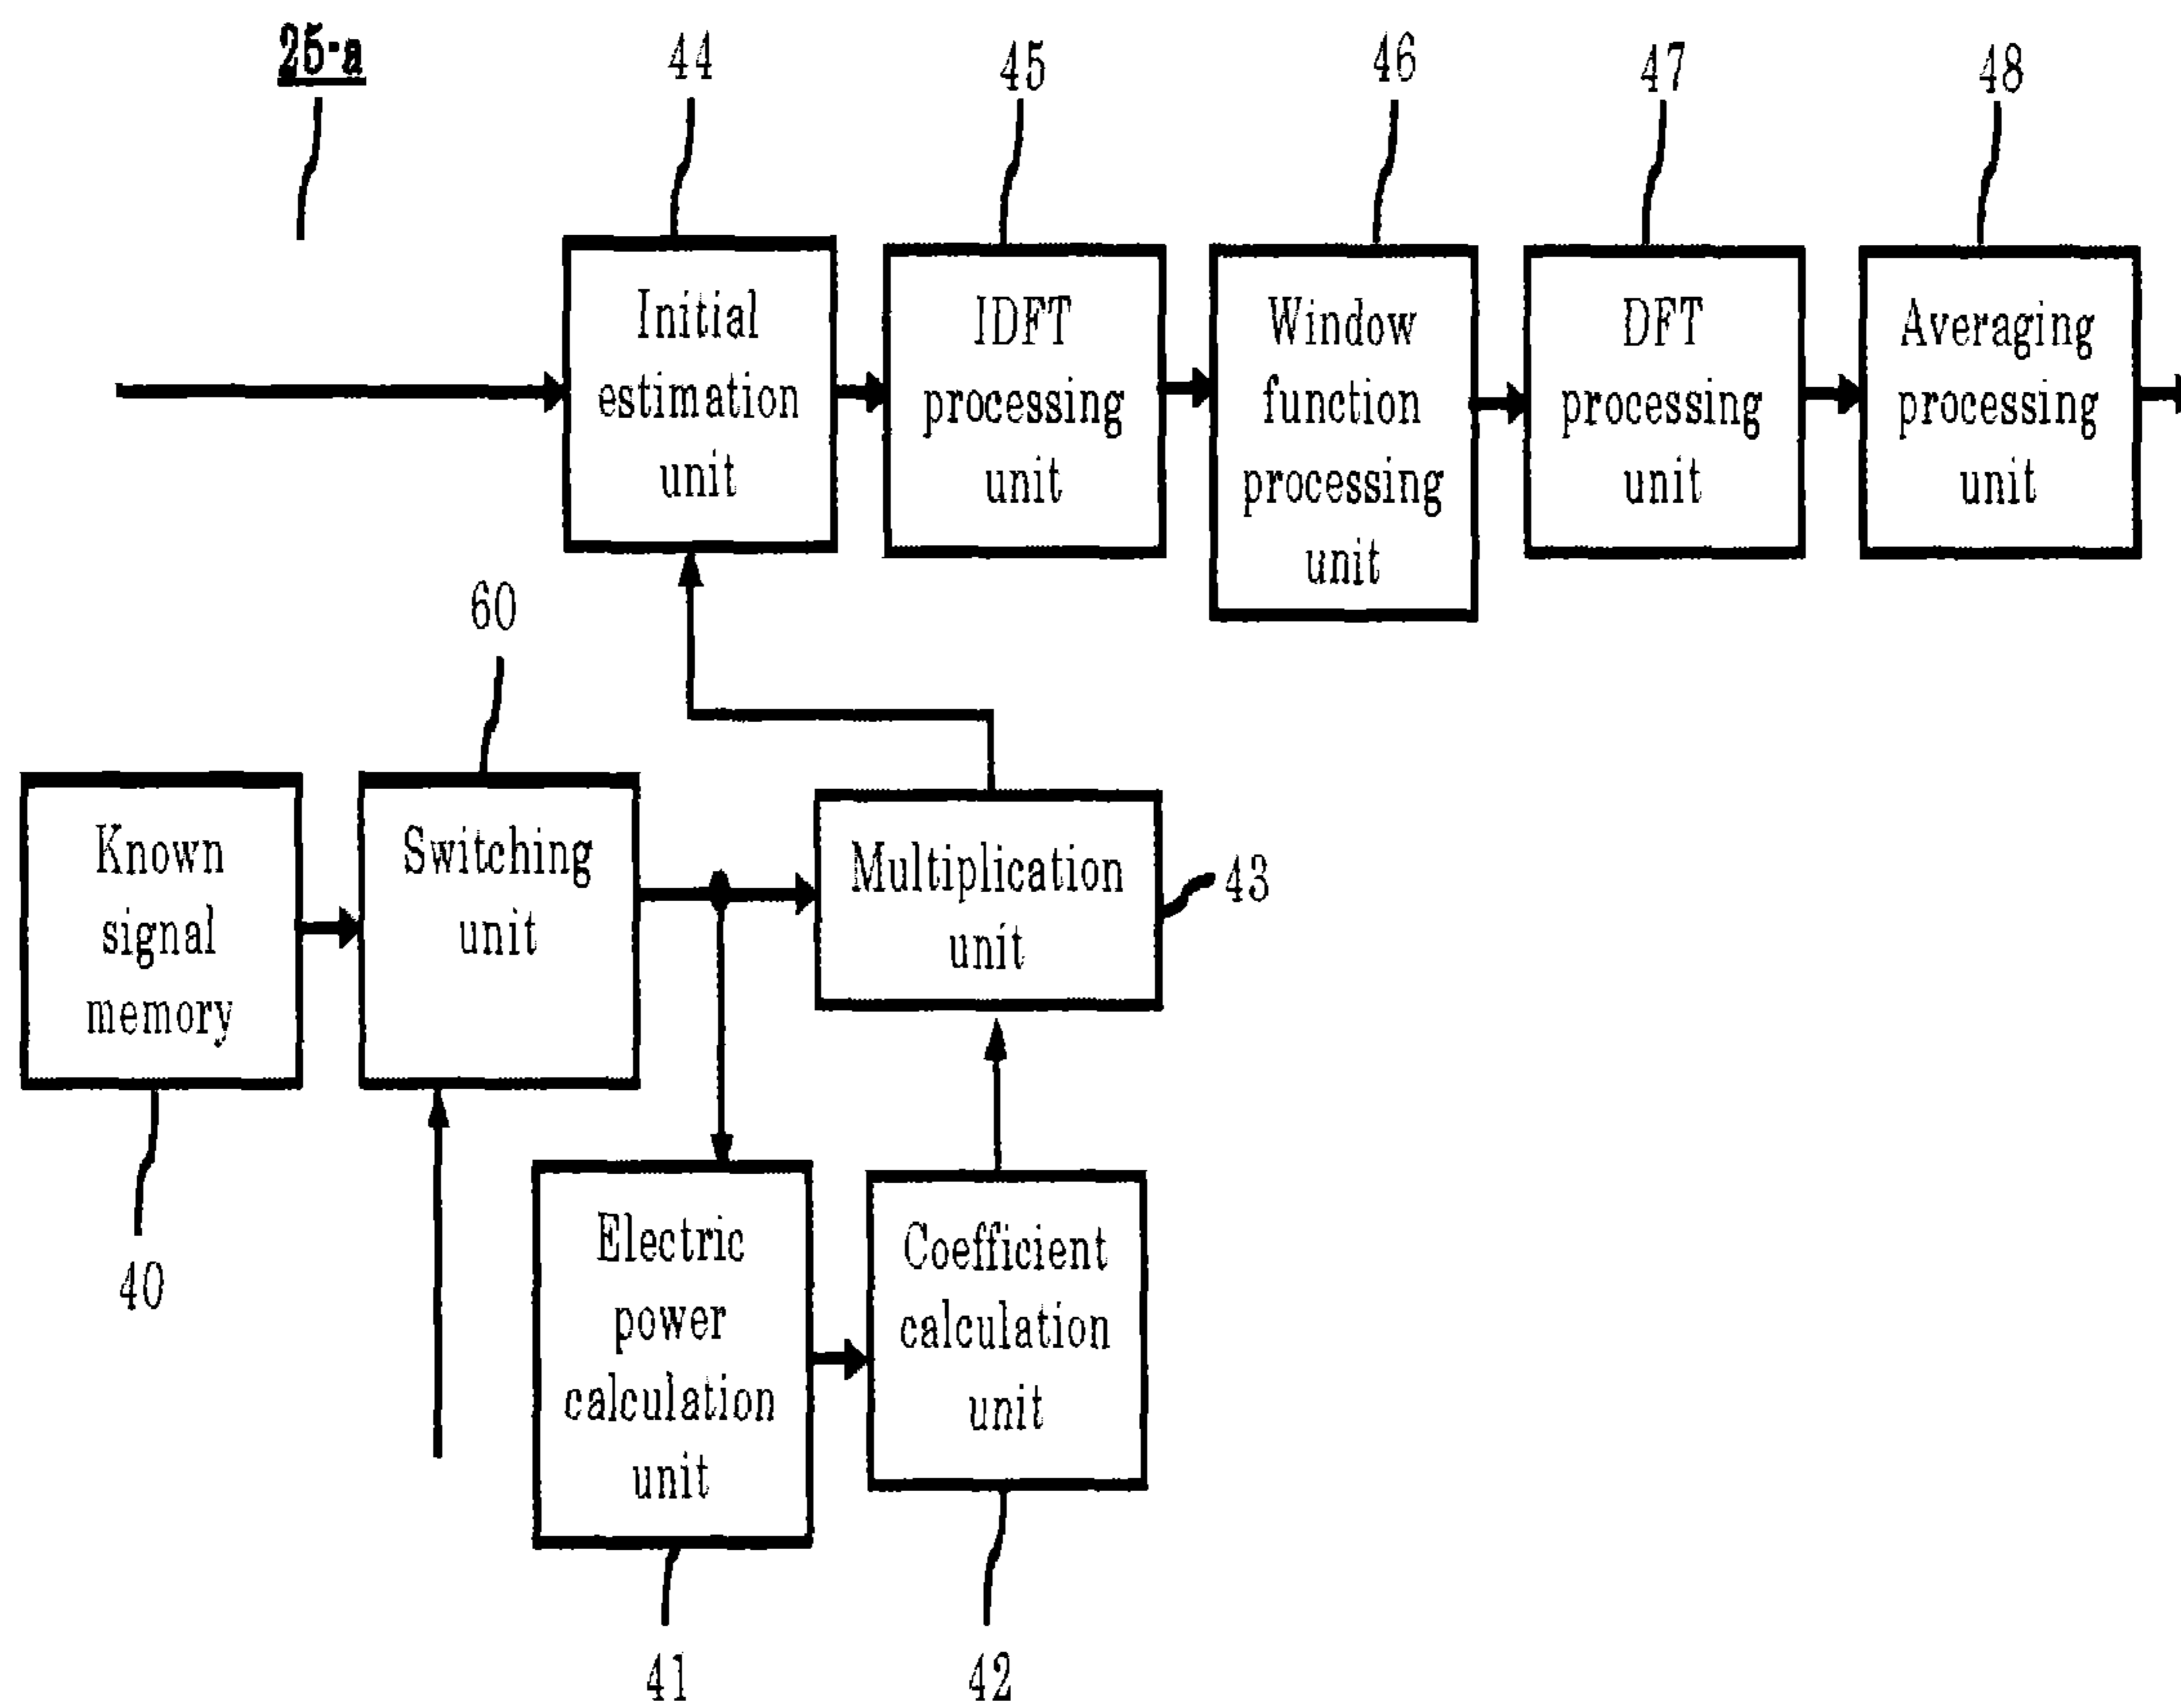 25-a
44
45
46
47
48
Initial
estimation
unit
IDFT
processing
unit
Window
function
processing
unit
DFT
processing
unit
Averaging
processing
unit
60
Known
signal
memory
Switching
unit
Multiplication
unit
43
40
Electric
power
calculation
unit
Coefficient
calculation
unit
41
42